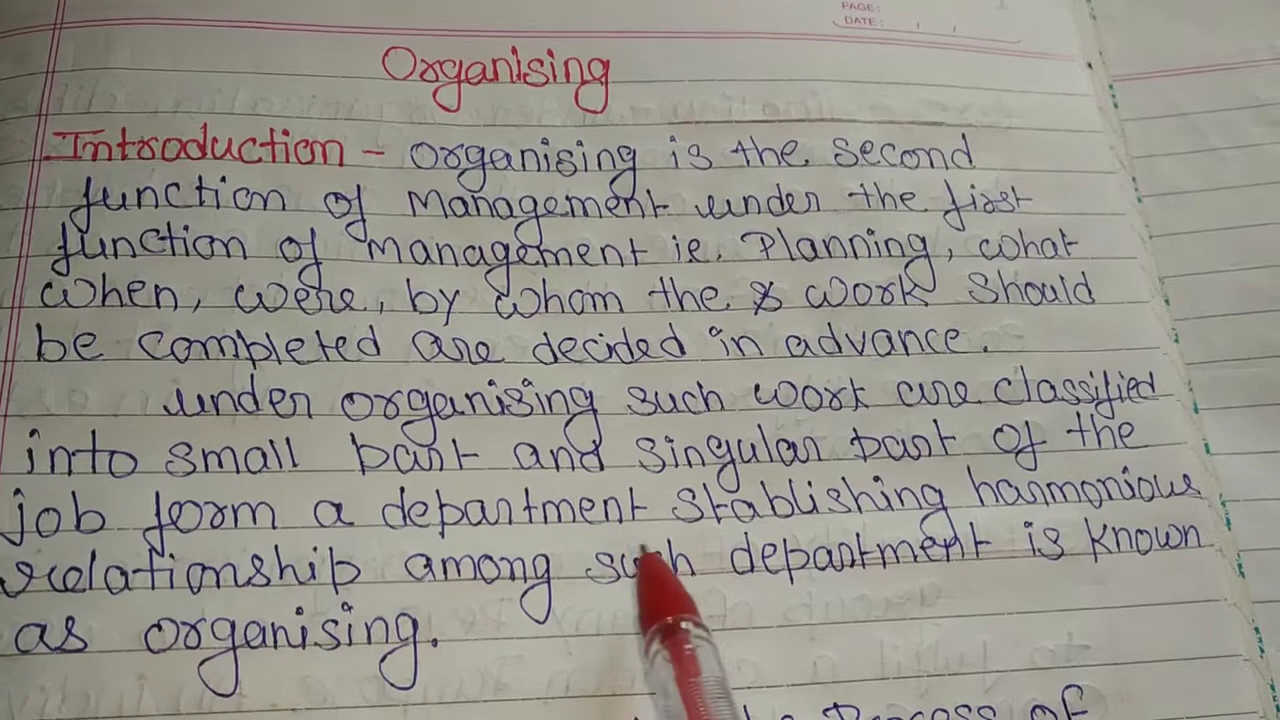 PAGE:
DATE:
Organising
Introduction - Organising is the second
function of Management under the first
function of Management ie. Planning, what
when, were, by whom the work should
be completed are decided in advance.
under organising such work are classified
into small part and singular part of the
job form a department stablishing harmonious
relationship among such department is known
as organising.
Process of